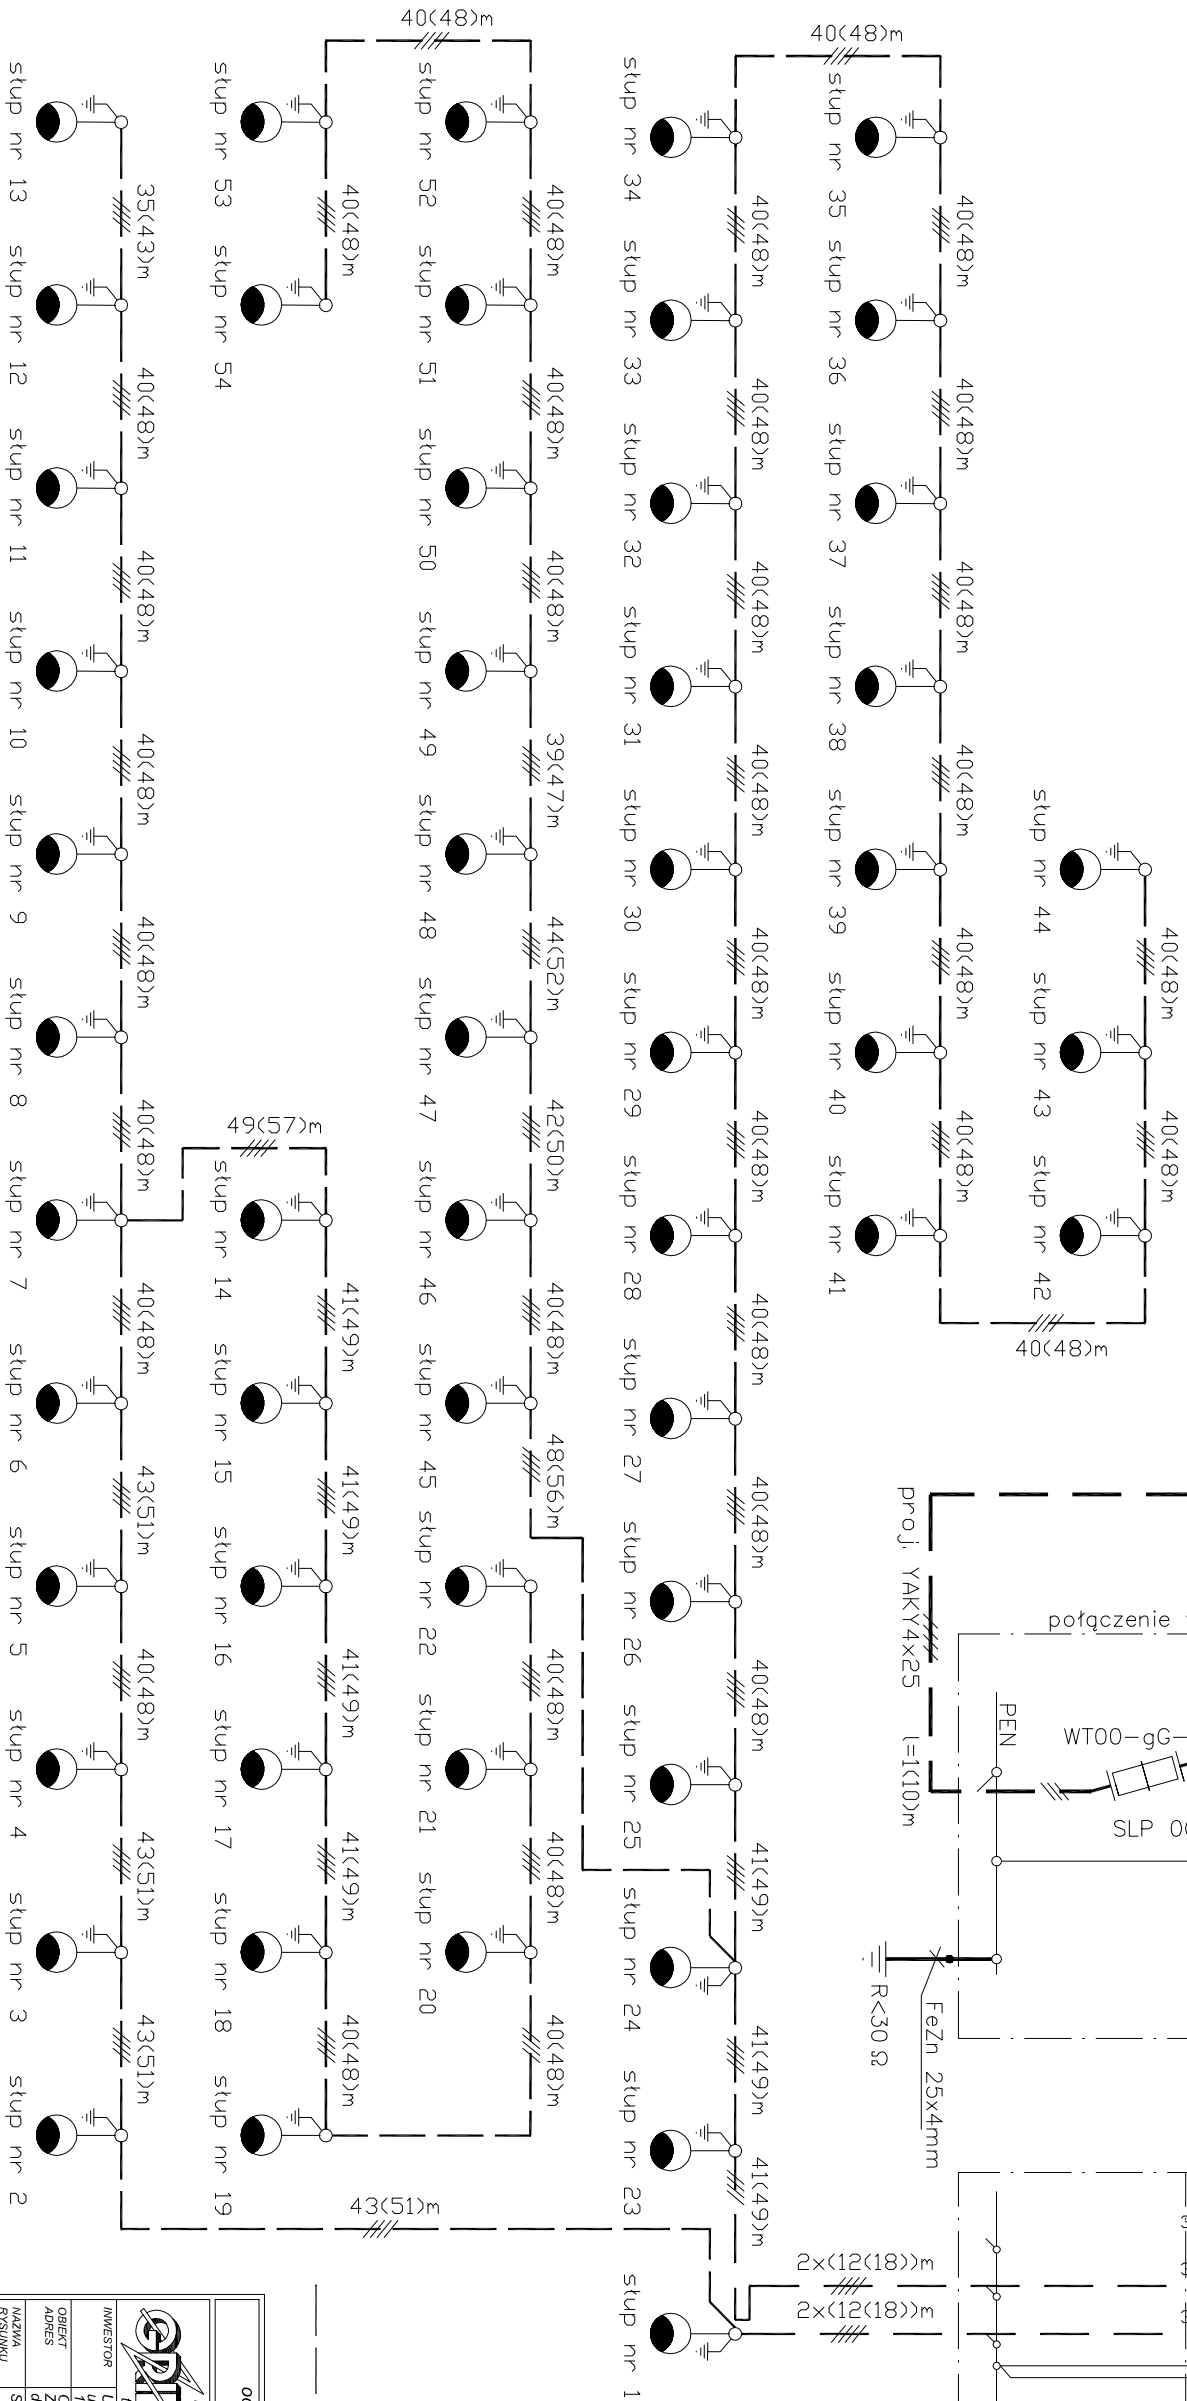 40(48)m
40(48)m
słup nr 13
słup nr 53
słup nr 52
słup nr 34
słup nr 35
35(43)m
40(48)m
40(48)m
40(48)m
40(48)m
słup nr 12
słup nr 54
słup nr 51
słup nr 33
słup nr 36
40(48)m
40(48)m
40(48)m
40(48)m
słup nr 11
słup nr 50
słup nr 32
słup nr 37
40(48)m
40(48)m
40(48)m
40(48)m
słup nr 10
słup nr 49
słup nr 31
słup nr 38
40(48)m
39(47)m
40(48)m
40(48)m
słup nr 9
słup nr 48
słup nr 30
słup nr 39
słup nr 44
40(48)m
44(52)m
40(48)m
40(48)m
40(48)m
słup nr 8
słup nr 47
słup nr 29
słup nr 40
słup nr 43
40(48)m
49(57)m
42(50)m
40(48)m
40(48)m
40(48)m
słup nr 7
słup nr 14
słup nr 46
słup nr 28
słup nr 41
słup nr 42
40(48)m
41(49)m
40(48)m
40(48)m
40(48)m
słup nr 6
słup nr 15
słup nr 45
słup nr 27
43(51)m
41(49)m
48(56)m
40(48)m
słup nr 5
słup nr 16
słup nr 22
słup nr 26
proj. YAKY4x25 l=1(10)m
połączenie
40(48)m
41(49)m
40(48)m
40(48)m
PEN
WT00-gG-
SLP 00
słup nr 4
słup nr 17
słup nr 21
słup nr 25
43(51)m
41(49)m
40(48)m
41(49)m
słup nr 3
słup nr 18
słup nr 20
słup nr 24
R<30 Ω
FeZn 25x4mm
43(51)m
40(48)m
40(48)m
41(49)m
słup nr 2
słup nr 19
słup nr 23
41(49)m
43(51)m
2x(12(18))m
2x(12(18))m
słup nr 1
INWESTOR
OBIEKT
ADRES
NAZWA
RYSUNKU